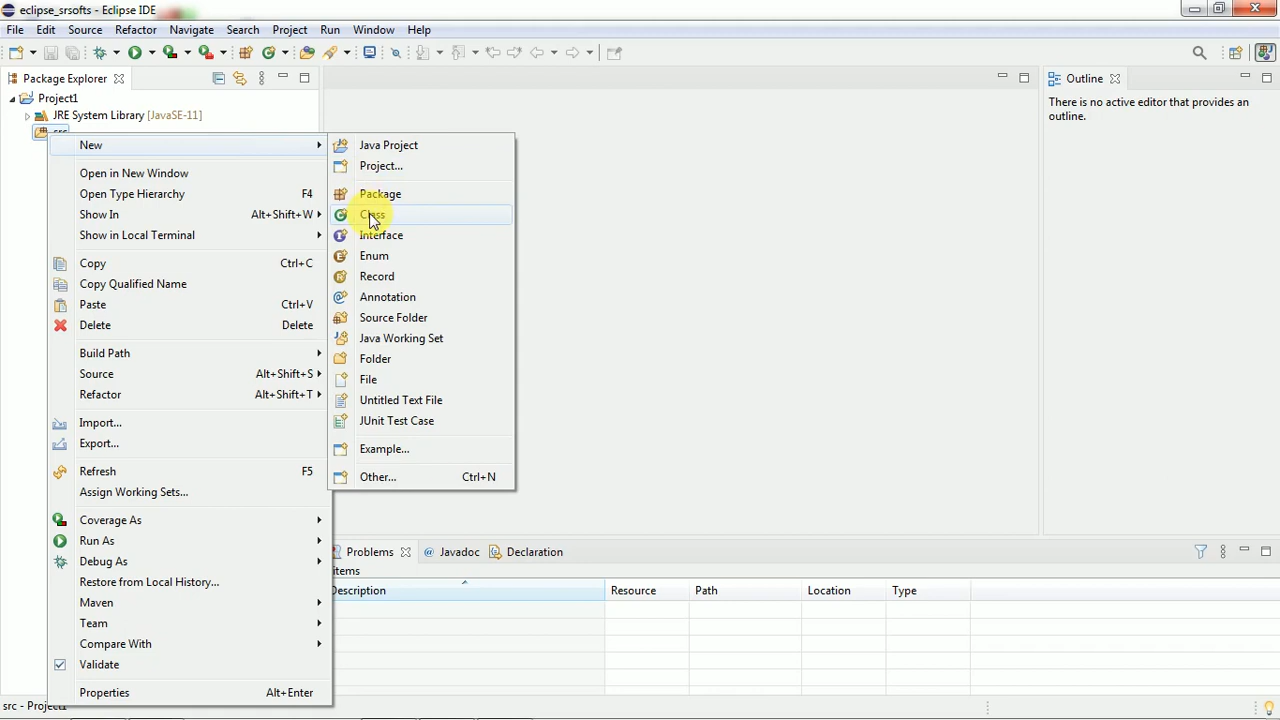 eclipse_srsofts - Eclipse IDE
File Edit Source Refactor Navigate Search Project Run Window Help
Package Explorer
Project1
JRE System Library [JavaSE-11]
src
New
Open in New Window
Open Type Hierarchy F4
Show In Alt+Shift+W
Show in Local Terminal
Copy Ctrl+C
Copy Qualified Name
Paste Ctrl+V
Delete Delete
Build Path
Source Alt+Shift+S
Refactor Alt+Shift+T
Import...
Export...
Refresh F5
Assign Working Sets...
Coverage As
Run As
Debug As
Restore from Local History...
Maven
Team
Compare With
Validate
Properties Alt+Enter
Java Project
Project...
Package
Class
Interface
Enum
Record
Annotation
Source Folder
Java Working Set
Folder
File
Untitled Text File
JUnit Test Case
Example...
Other... Ctrl+N
Outline
There is no active editor that provides an
outline.
Problems @ Javadoc Declaration
items
Description Resource Path Location Type
src - Project1